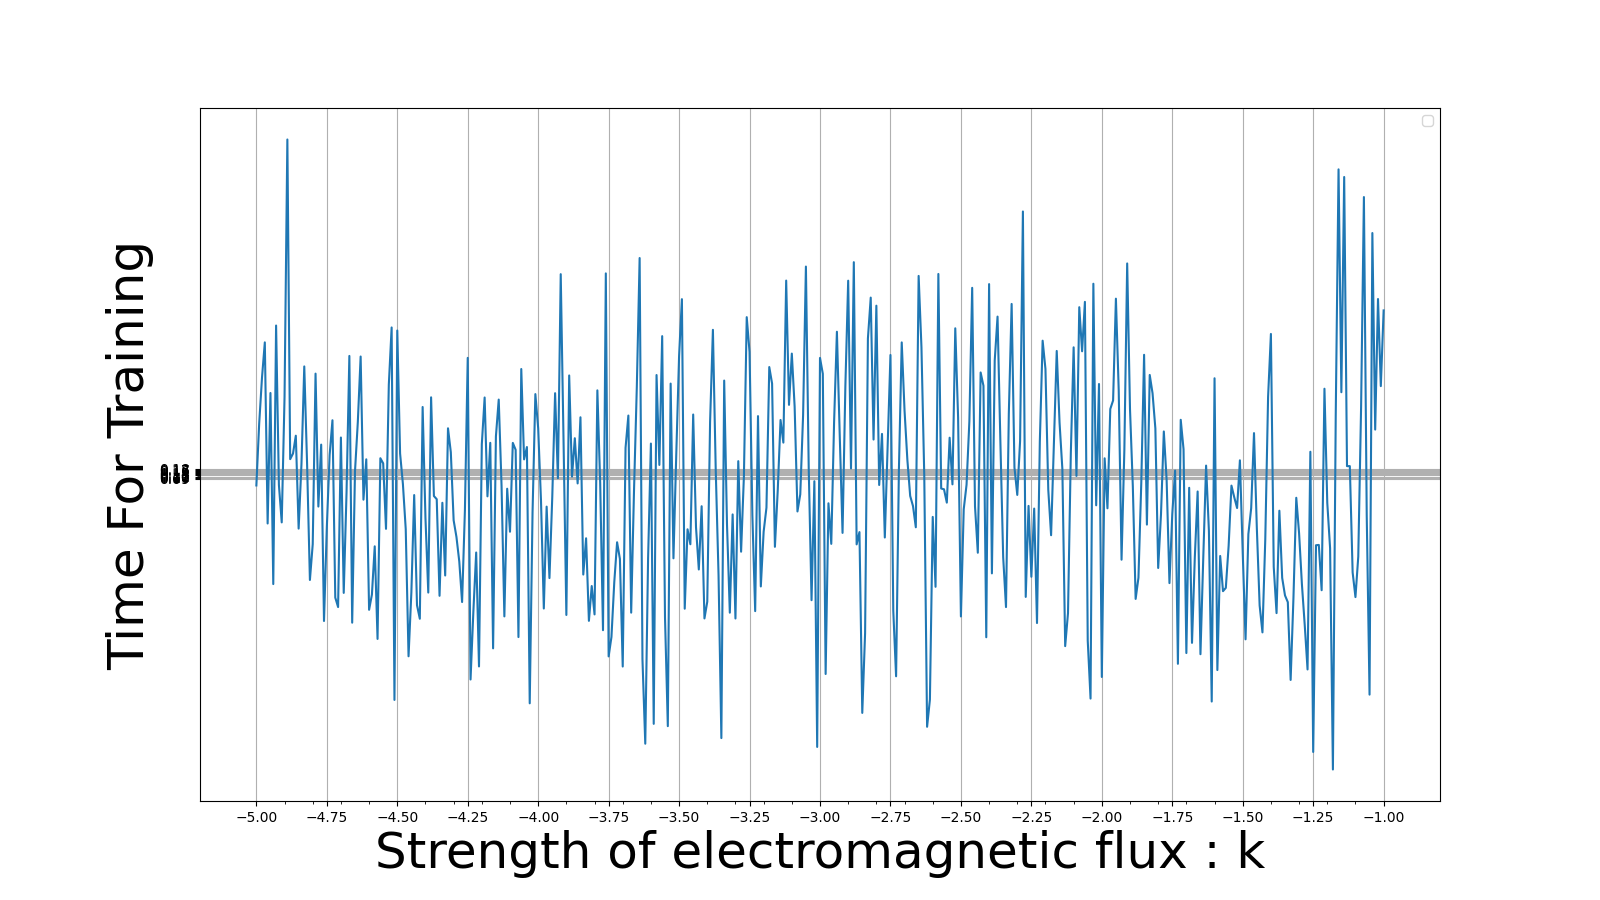 Time For Training
−5.00 −4.75 −4.50 −4.25 −4.00 −3.75 −3.50 −3.25 −3.00 −2.75 −2.50 −2.25 −2.00 −1.75 −1.50 −1.25 −1.00
Strength of electromagnetic flux : k